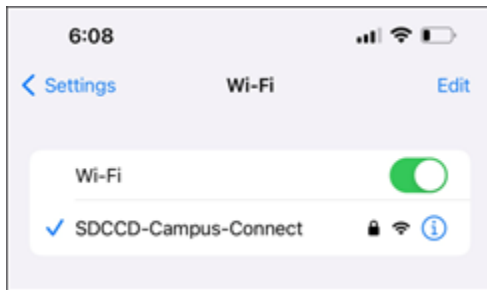 6:08
Settings Wi-Fi Edit
Wi-Fi
SDCCD-Campus-Connect